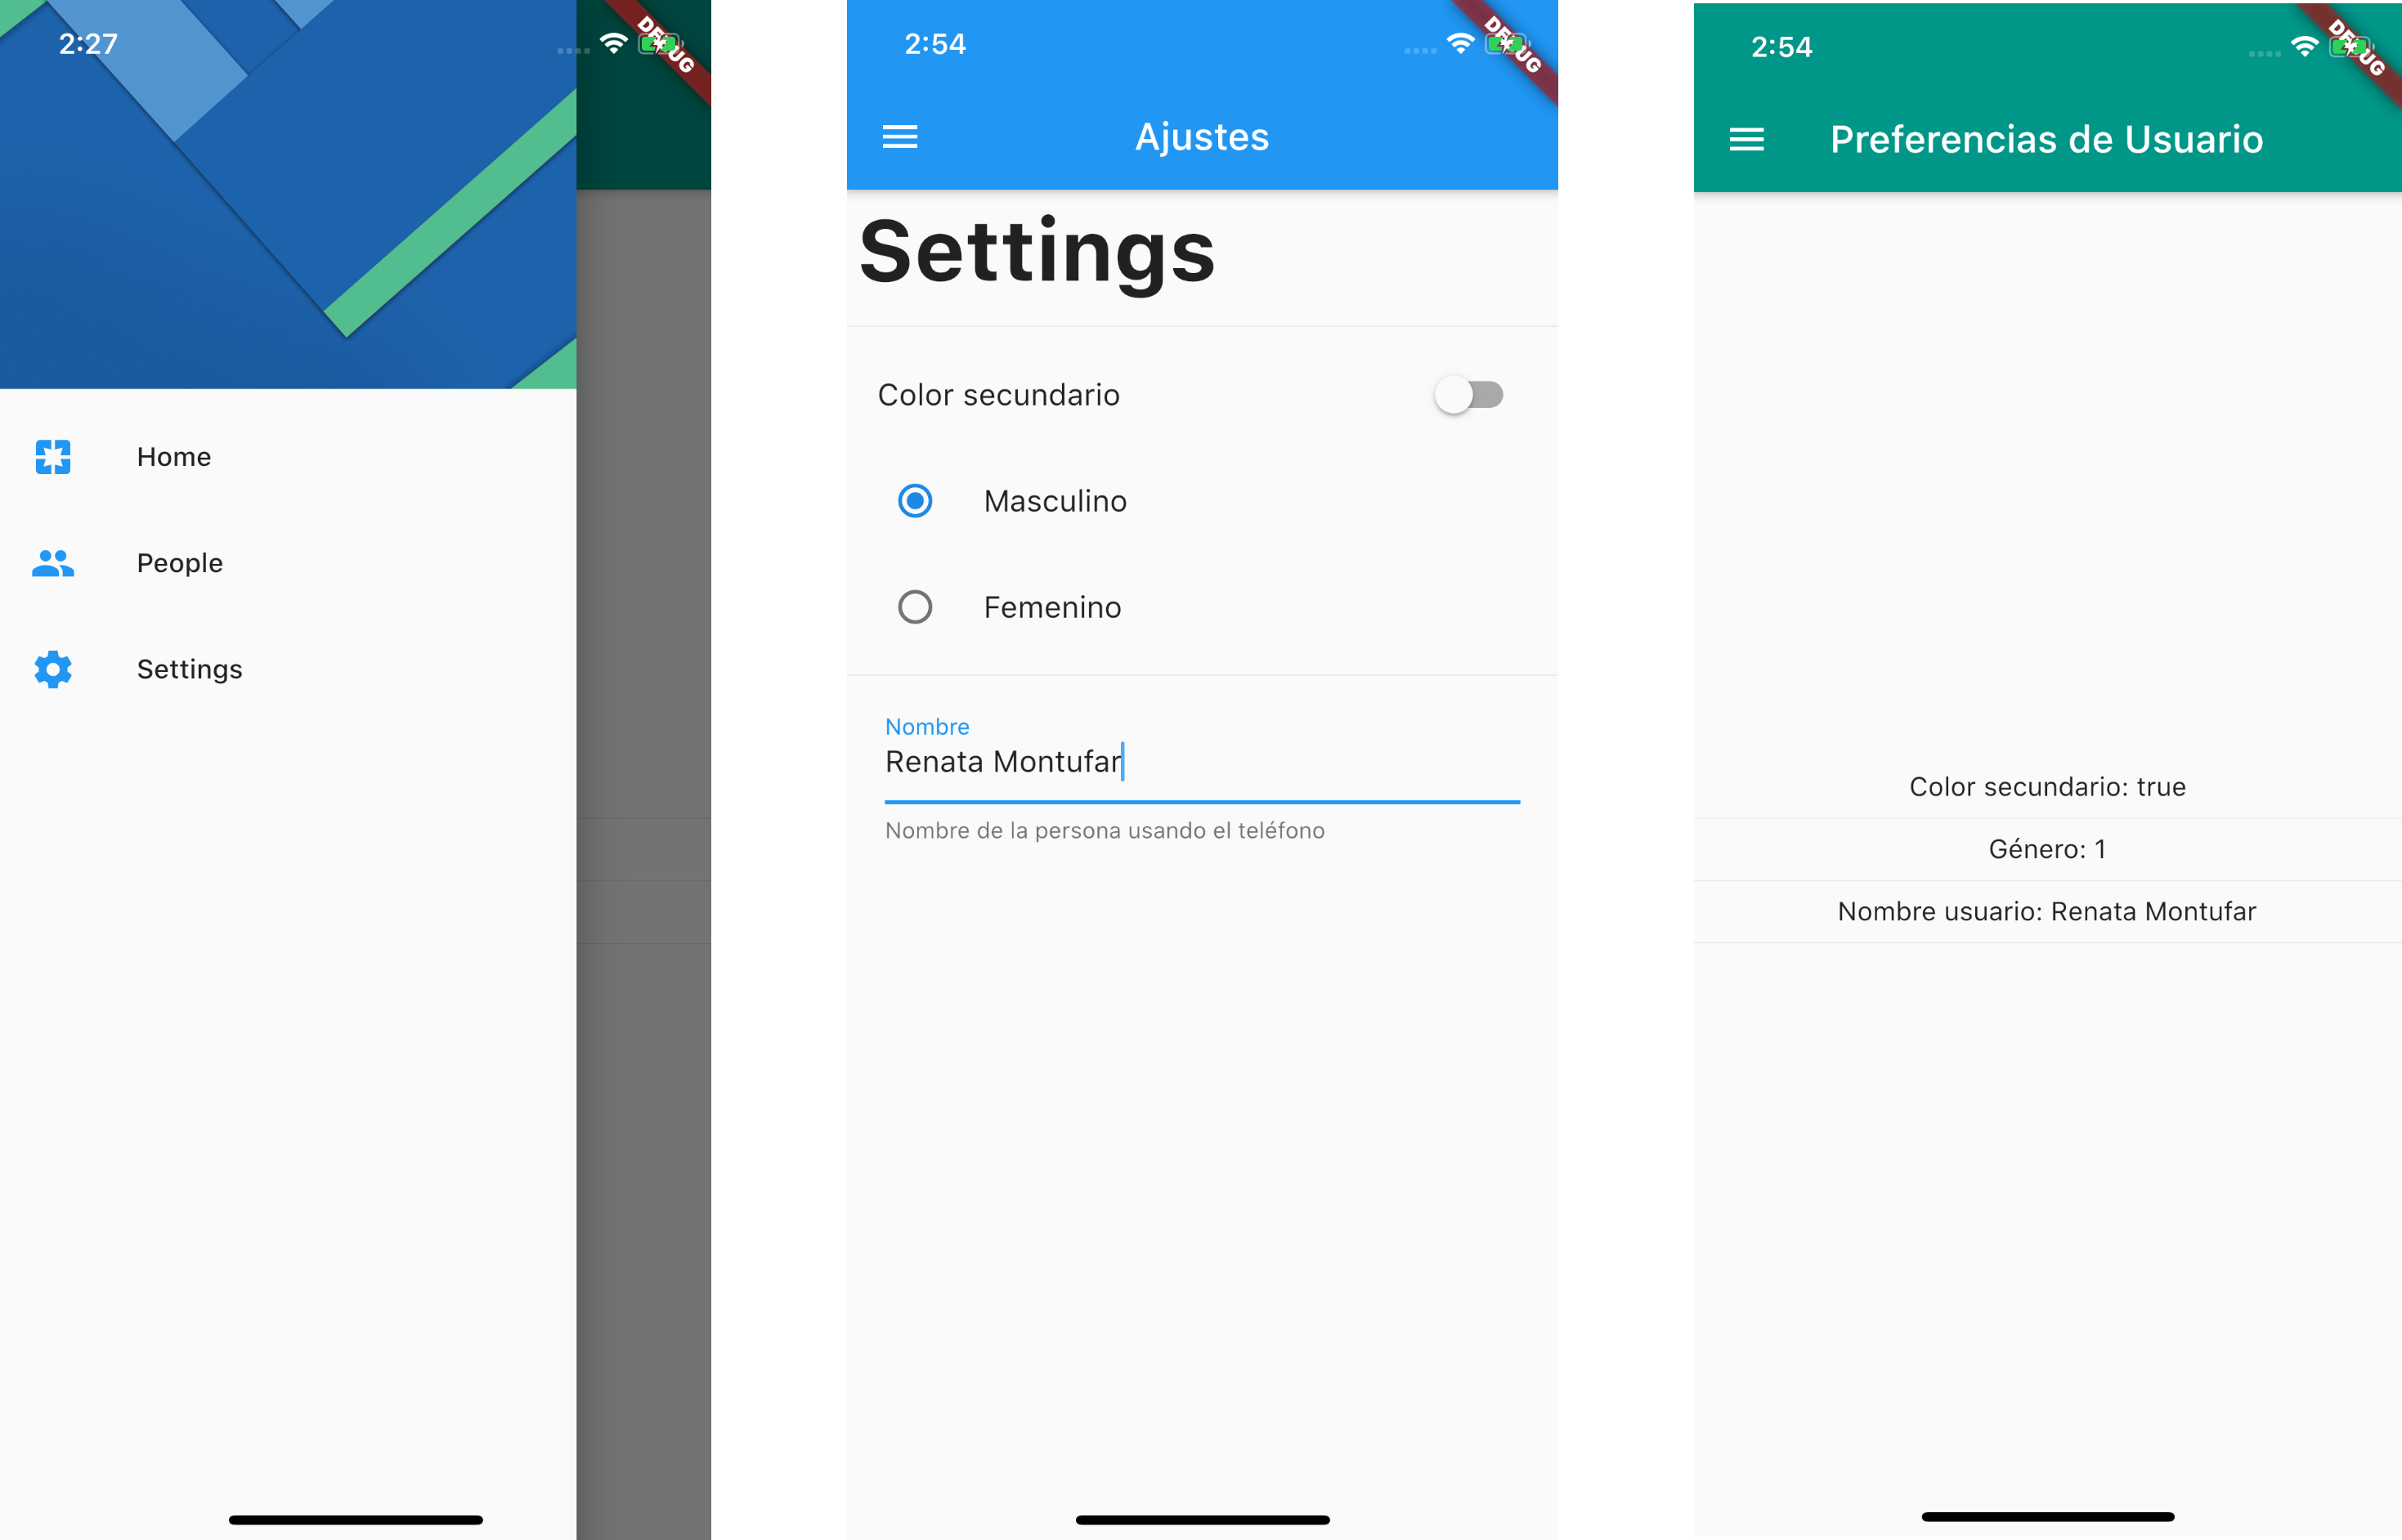 2:27
DEBUG
Home
People
Settings
2:54
DEBUG
Ajustes
Settings
Color secundario
Masculino
Femenino
Nombre
Renata Montufar
Nombre de la persona usando el teléfono
2:54
DEBUG
Preferencias de Usuario
Color secundario: true
Género: 1
Nombre usuario: Renata Montufar